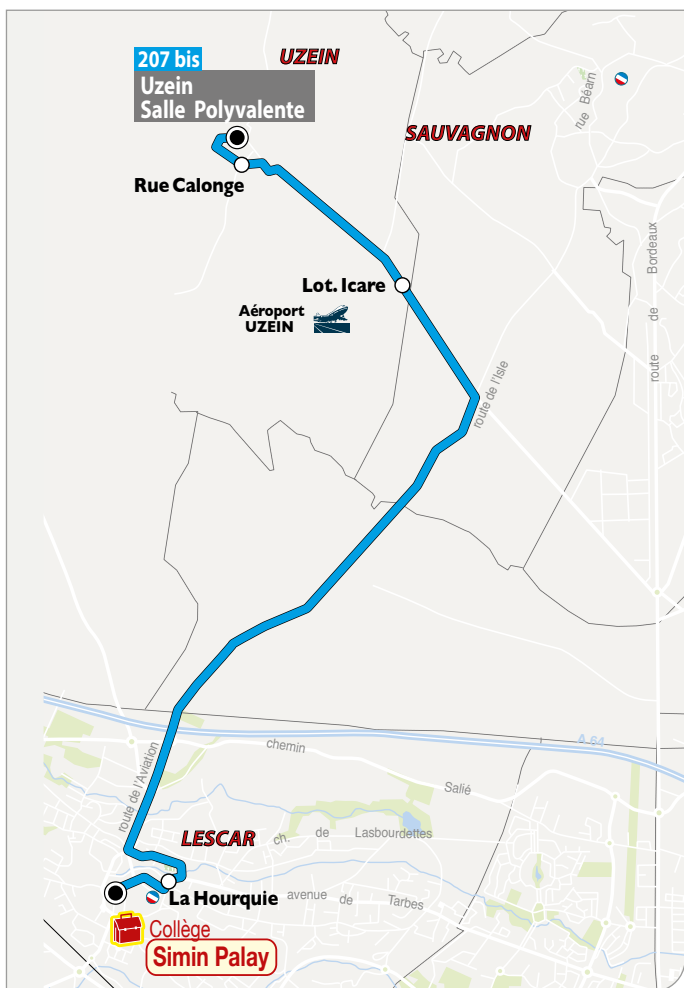 207 bis
UZEIN
Uzein
Salle Polyvalente
rue Béarn
SAUVAGNON
Rue Calonge
route de Bordeaux
Lot. Icare
Aéroport
UZEIN
route de l'Isle
A 64
chemin Salié
route de l'Aviation
LESCAR
ch. de Lasbourdettes
La Hourquie
avenue de Tarbes
Collège
Simin Palay